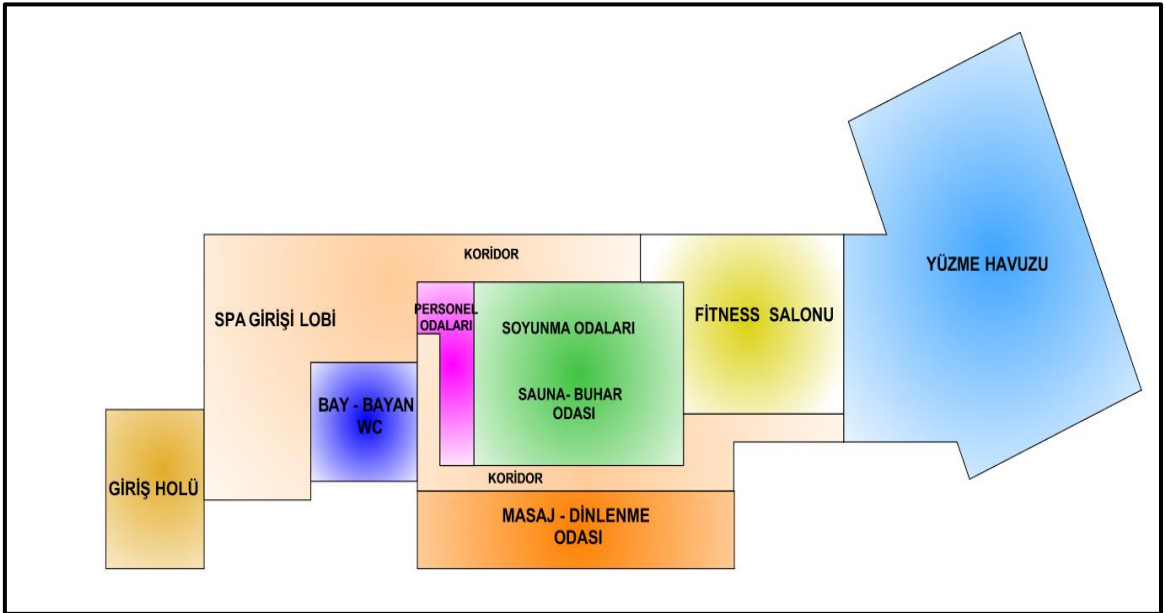 KORİDOR
YÜZME HAVUZU
PERSONEL
ODALARI
SPA GİRİŞİ LOBİ
SOYUNMA ODALARI
FİTNESS SALONU
SAUNA- BUHAR
ODASI
BAY - BAYAN
WC
GİRİŞ HOLÜ
KORİDOR
MASAJ - DİNLENME
ODASI